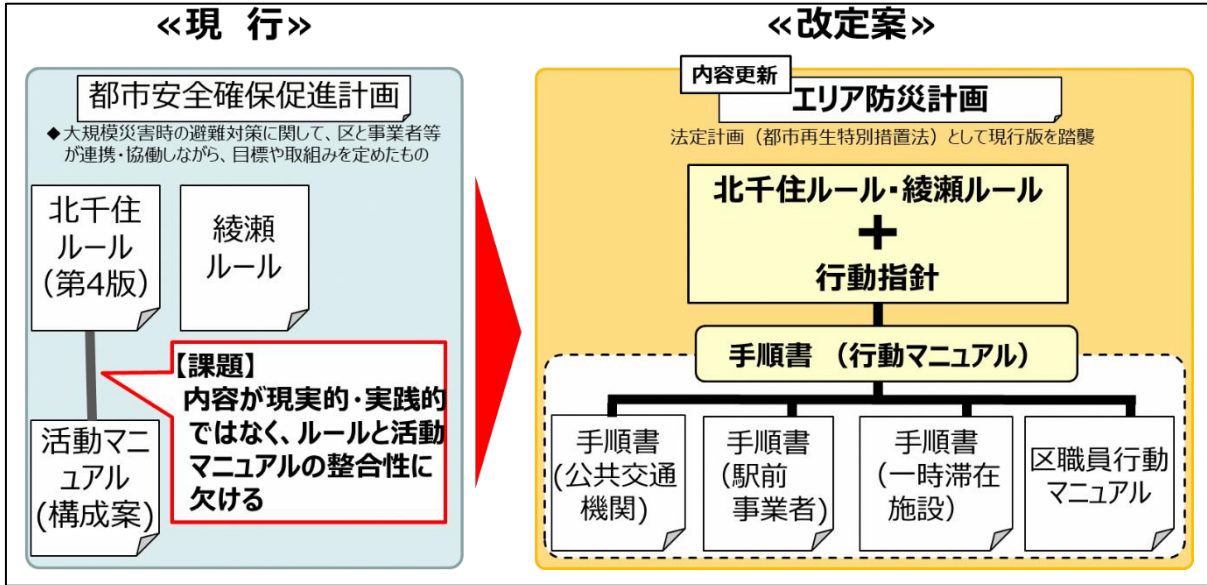 ≪現 行≫
都市安全確保促進計画
◆大規模災害時の避難対策に関して、区と事業者等
が連携・協働しながら、目標や取組みを定めたもの
北千住
ルール
(第4版)
綾瀬
ルール
【課題】
内容が現実的・実践的
ではなく、ルールと活動
マニュアルの整合性に
欠ける
活動マニ
ュアル
(構成案)
≪改定案≫
内容更新
エリア防災計画
法定計画（都市再生特別措置法）として現行版を踏襲
北千住ルール・綾瀬ルール
＋
行動指針
手順書 （行動マニュアル）
手順書
(公共交通
機関)
手順書
(駅前
事業者)
手順書
(一時滞在
施設)
区職員行動
マニュアル